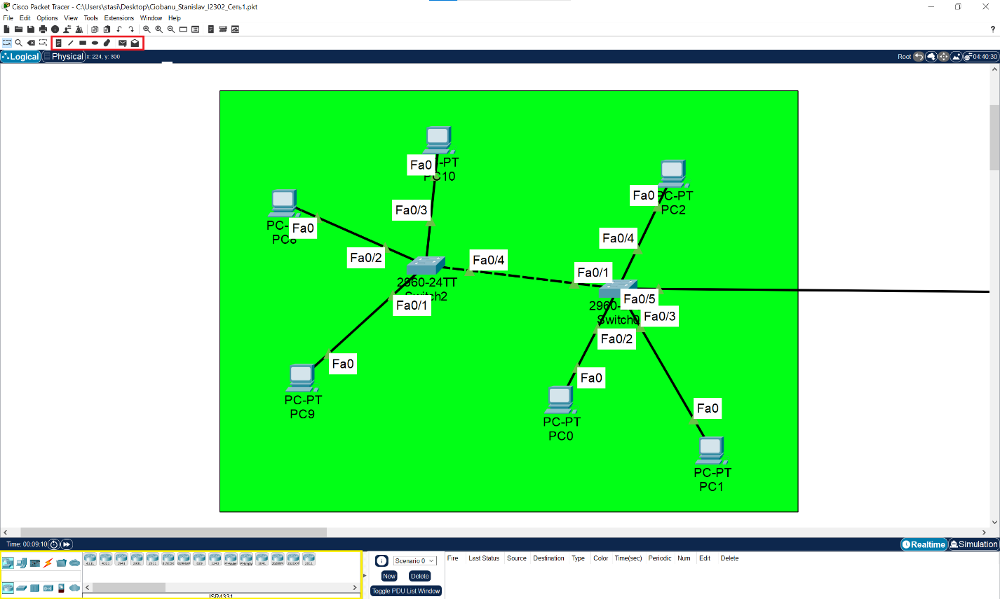 Cisco Packet Tracer - C:\Users\stasi\Desktop\Ciobanu_Stanislav_I2302_Сеть1.pkt
File Edit Options View Tools Extensions Window Help
?
Logical Physical x: 224, y: 300 Root 04:40:30
Fa0 -PT
PC10
Fa0 PC-PT
PC2
Fa0/3
PC- Fa0
PC8
Fa0/4
Fa0/2
Fa0/4
Fa0/1
2960-24TT
Switch2
Fa0/5
2960-
Fa0/1
Fa0/3
Switch0
Fa0/2
Fa0
Fa0
PC-PT
PC9
Fa0
PC-PT
PC0
PC-PT
PC1
Time: 00:09:10 Realtime Simulation
4331 4321 1941 2901 2911 819IOX 819HGW 829 1240 PT-Router PT-Empty 1841 2620XM 2621XM 2811
ISR4331
Scenario 0
New Delete
Toggle PDU List Window
Fire Last Status Source Destination Type Color Time(sec) Periodic Num Edit Delete